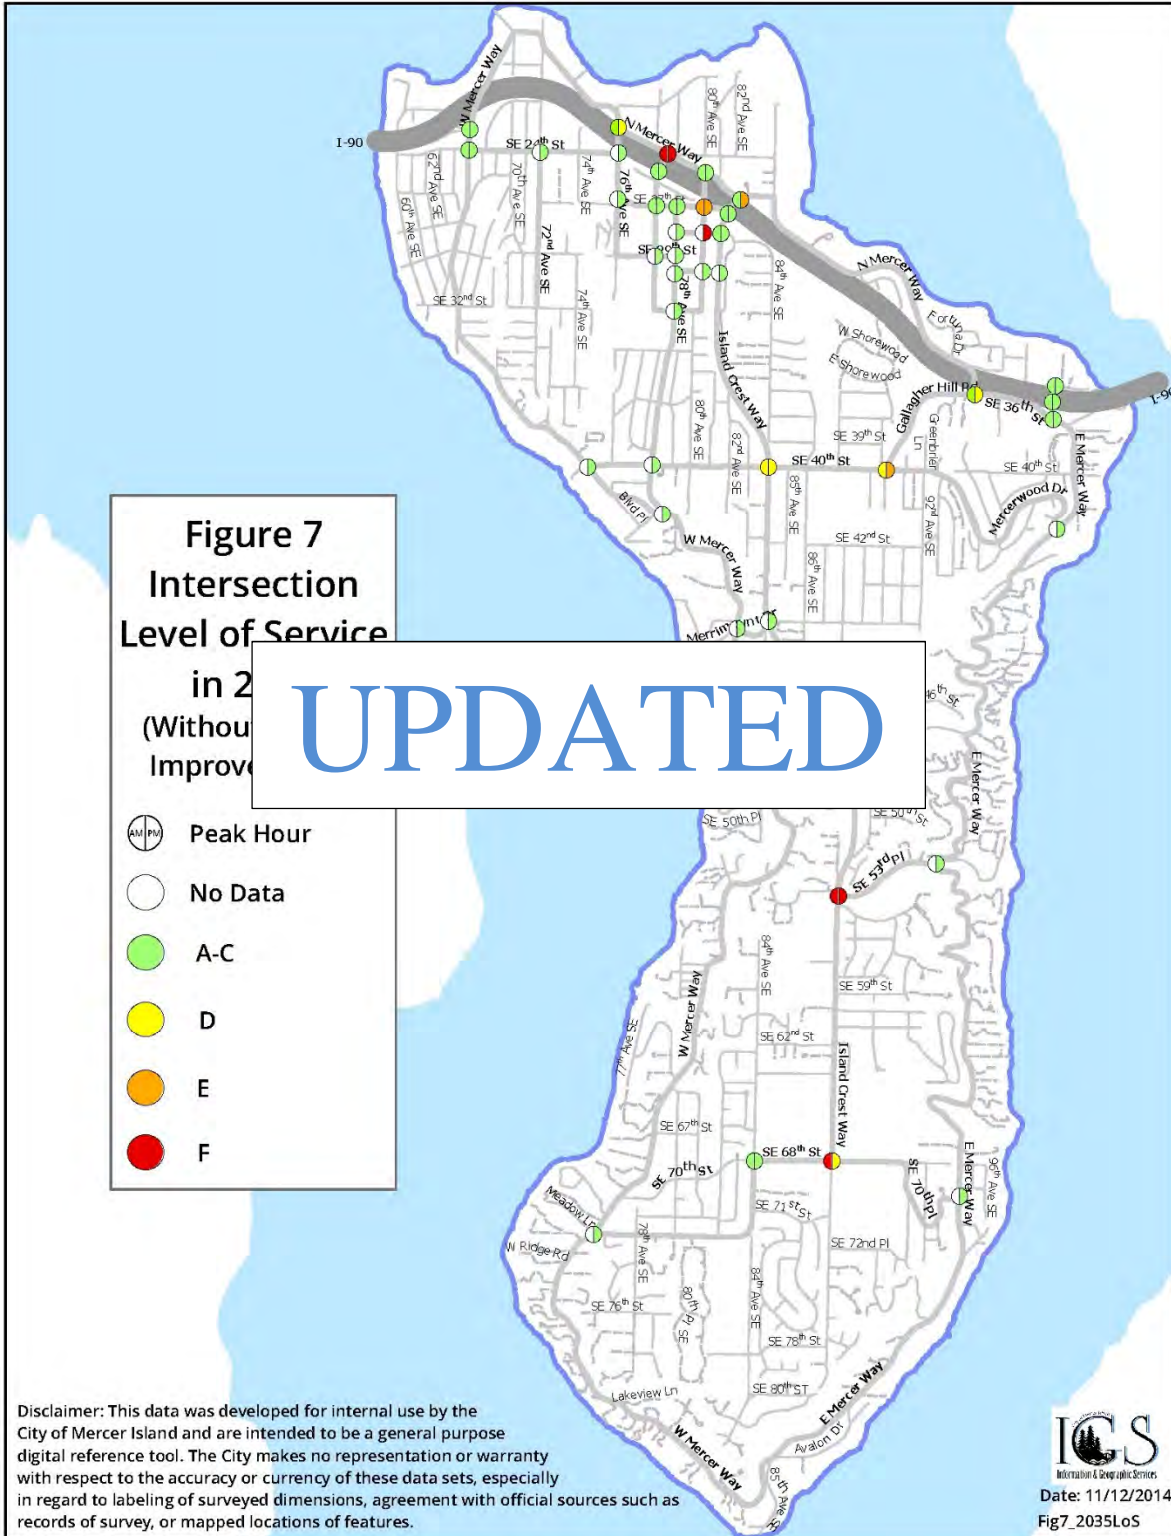 I-90
W Mercer Way
SE 24th St
N Mercer Way
80th Ave SE
82nd Ave SE
62nd Ave SE
60th Ave SE
70th Ave SE
72nd Ave SE
74th Ave SE
76th Ave SE
SE 32nd St
74th Ave SE
78th Ave SE
84th Ave SE
N Mercer Way
Fortuna Dr
W Shorewood
E Shorewood
Island Crest Way
Gallagher Hill Rd
SE 36th St
80th Ave SE
82nd Ave SE
SE 39th St
Greenbrier
Ln
SE 40th St
SE 40th St
E Mercer Way
Mercerwood Dr
85th Ave SE
92nd Ave SE
Blvd Pl
W Mercer Way
SE 42nd St
86th Ave SE
Figure 7
Intersection
Level of Service
in 2
(Without
Improve
UPDATED
E Mercer Way
SE 50th Pl
SE 53rd Pl
AM PM
Peak Hour
No Data
A-C
D
E
F
84th Ave SE
SE 59th St
W Mercer Way
77th Ave SE
SE 62nd St
Island Crest Way
SE 67th St
SE 68th St
SE 70th St
SE 70th Pl
E Mercer Way
96th Ave SE
Meadow Ln
SE 71st St
W Ridge Rd
78th Ave SE
SE 72nd Pl
SE 76th St
80th Pl SE
84th Ave SE
SE 78th St
Lakeview Ln
SE 80th ST
E Mercer Way
Avalon Dr
W Mercer Way
Disclaimer: This data was developed for internal use by the
City of Mercer Island and are intended to be a general purpose
digital reference tool. The City makes no representation or warranty
with respect to the accuracy or currency of these data sets, especially
in regard to labeling of surveyed dimensions, agreement with official sources such as
records of survey, or mapped locations of features.
IGS
Information & Geographic Services
Date: 11/12/2014
Fig7_2035LoS